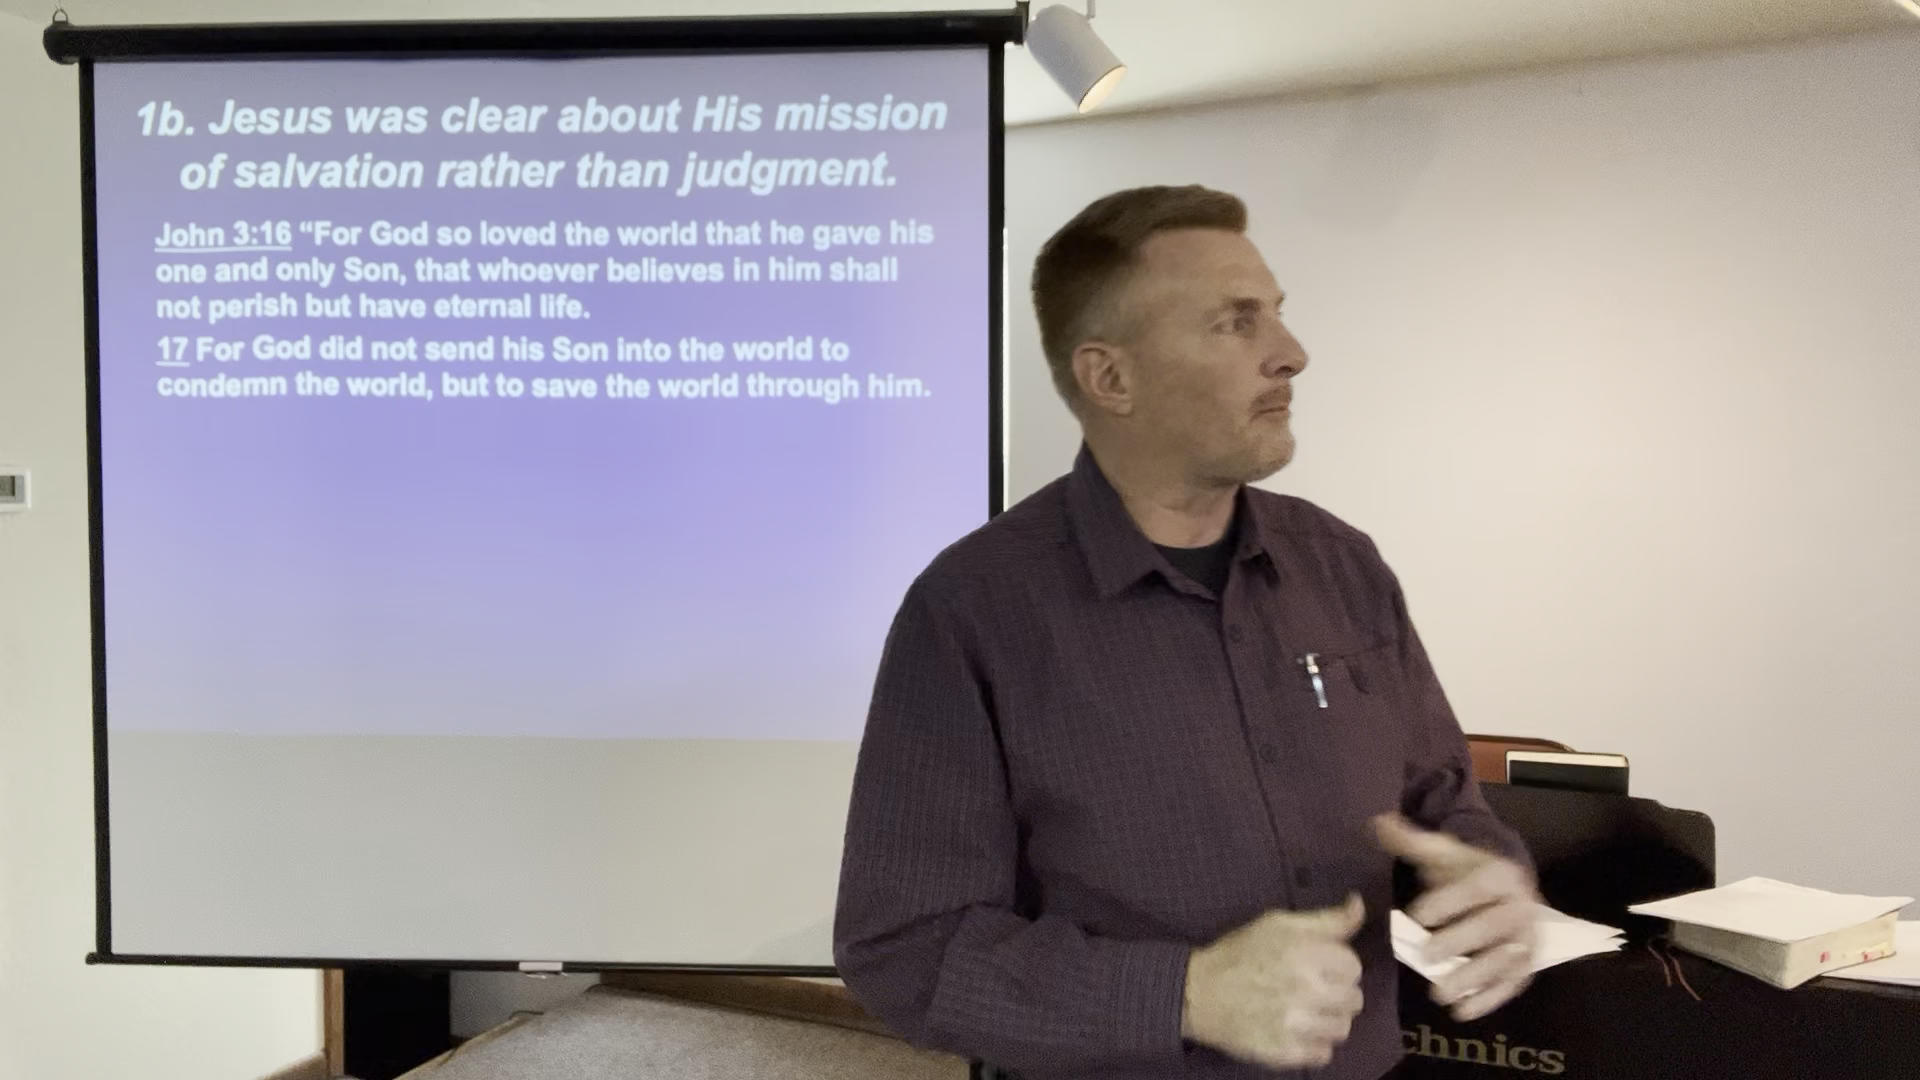 1b. Jesus was clear about His mission
of salvation rather than judgment.
John 3:16 “For God so loved the world that he gave his
one and only Son, that whoever believes in him shall
not perish but have eternal life.
17 For God did not send his Son into the world to
condemn the world, but to save the world through him.
chnics